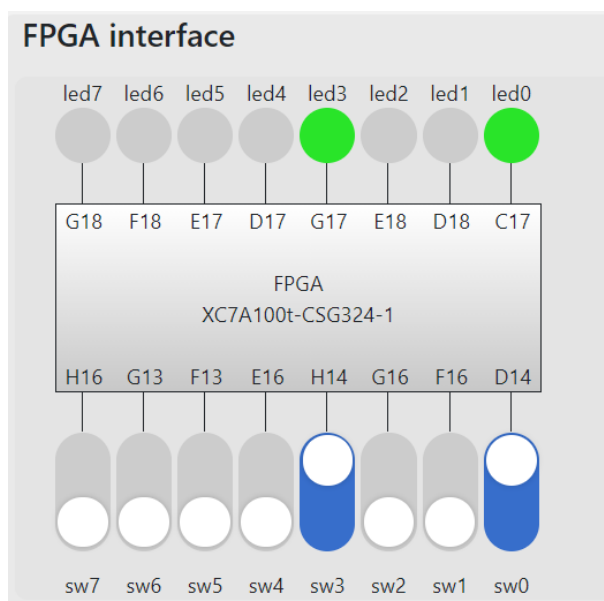 FPGA interface
led7 led6 led5 led4 led3 led2 led1 led0
G18 F18 E17 D17 G17 E18 D18 C17
FPGA
XC7A100t-CSG324-1
H16 G13 F13 E16 H14 G16 F16 D14
sw7 sw6 sw5 sw4 sw3 sw2 sw1 sw0